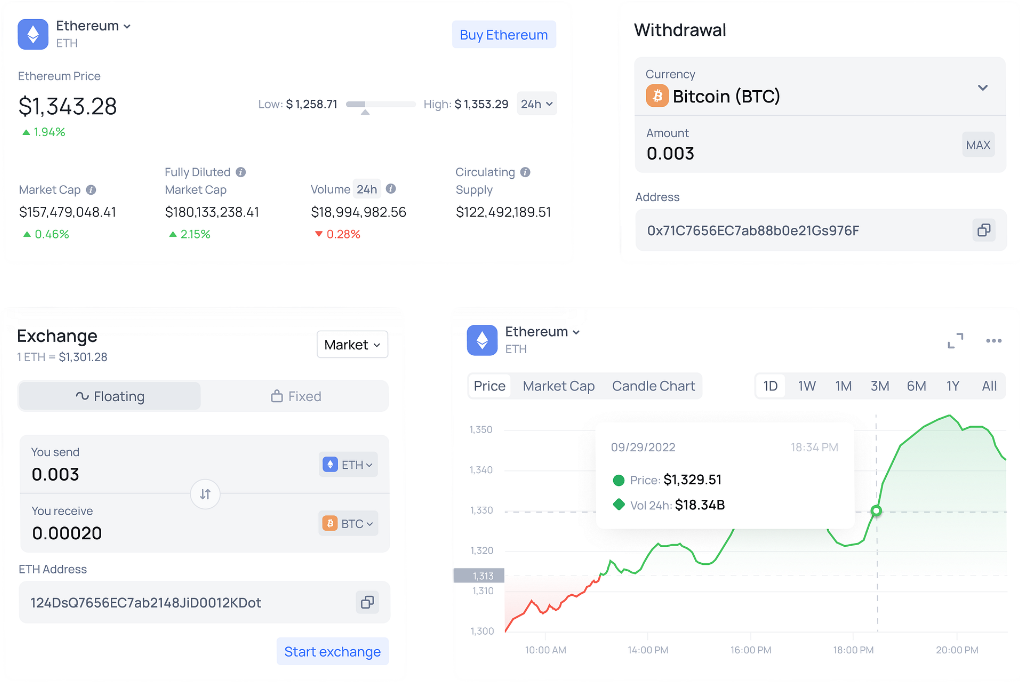 Ethereum
ETH
Buy Ethereum
Ethereum Price
$1,343.28
Low: $ 1,258.71
High: $ 1,353.29
24h
1.94%
Market Cap
$157,479,048.41
0.46%
Fully Diluted
Market Cap
$180,133,238.41
2.15%
Volume 24h
$18,994,982.56
0.28%
Circulating
Supply
$122,492,189.51
Withdrawal
Currency
Bitcoin (BTC)
Amount
0.003
MAX
Address
0x71C7656EC7ab88b0e21Gs976F
Exchange
1 ETH = $1,301.28
Market
Floating
Fixed
You send
0.003
ETH
You receive
0.00020
BTC
ETH Address
124DsQ7656EC7ab2148JiD0012KDot
Start exchange
Ethereum
ETH
Price Market Cap Candle Chart
1D 1W 1M 3M 6M 1Y All
09/29/2022 18:34 PM
Price: $1,329.51
Vol 24h: $18.34B
1,350
1,340
1,330
1,320
1,313
1,310
1,300
10:00 AM 14:00 PM 16:00 PM 18:00 PM 20:00 PM